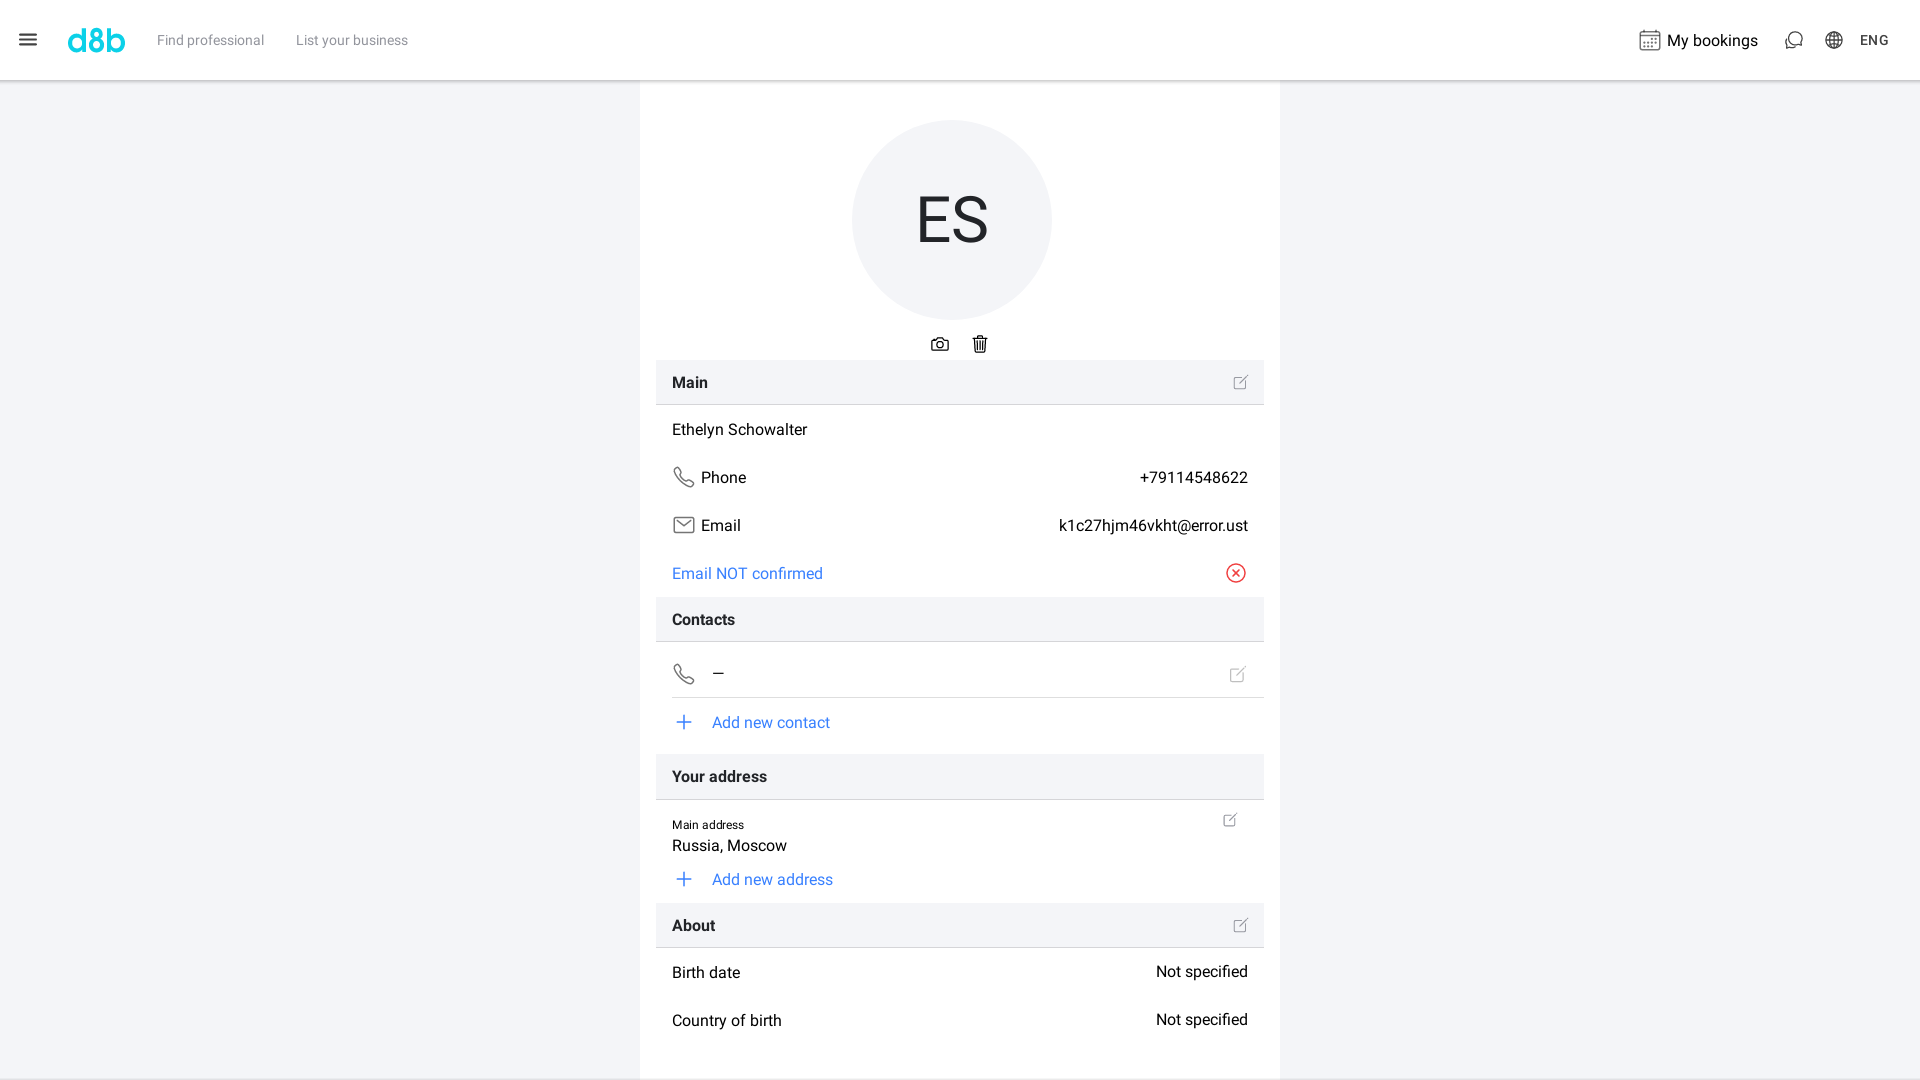 d8b
Find professional
List your business
My bookings
ENG
ES
Main
Ethelyn Schowalter
Phone
+79114548622
Email
k1c27hjm46vkht@error.ust
Email NOT confirmed
Contacts
—
Add new contact
Your address
Main address
Russia, Moscow
Add new address
About
Birth date
Not specified
Country of birth
Not specified